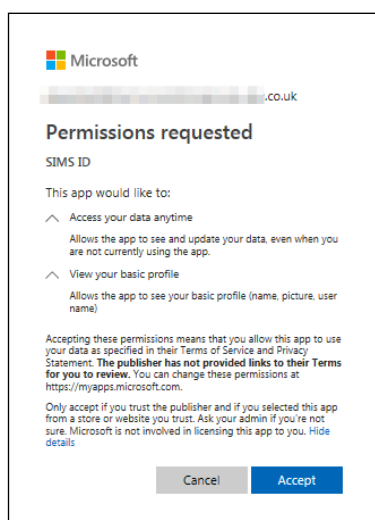 Microsoft
.co.uk
Permissions requested
SIMS ID
This app would like to:
Access your data anytime
Allows the app to see and update your data, even when you
are not currently using the app.
View your basic profile
Allows the app to see your basic profile (name, picture, user
name)
Accepting these permissions means that you allow this app to use
your data as specified in their Terms of Service and Privacy
Statement. The publisher has not provided links to their Terms
for you to review. You can change these permissions at
https://myapps.microsoft.com.
Only accept if you trust the publisher and if you selected this app
from a store or website you trust. Ask your admin if you're not
sure. Microsoft is not involved in licensing this app to you. Hide
details
Cancel Accept